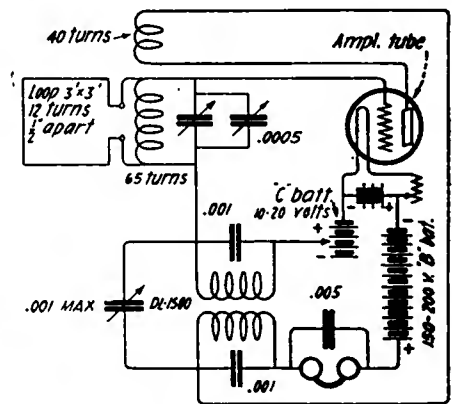 40 turns
Ampl. tube
Loop 3'×3'
12 turns
½" apart
.0005
65 turns
"C" batt.
10-20 volts
+
-
-
+
-
+
150-200 V. "B" bat.
.001
.001 MAX
DL-1500
.005
.001